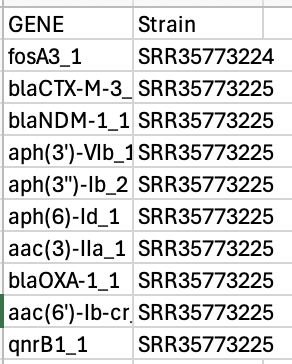 GENE Strain
fosA3_1 SRR35773224
blaCTX-M-3_ SRR35773225
blaNDM-1_1 SRR35773225
aph(3')-VIb_1 SRR35773225
aph(3'')-Ib_2 SRR35773225
aph(6)-Id_1 SRR35773225
aac(3)-IIa_1 SRR35773225
blaOXA-1_1 SRR35773225
aac(6')-Ib-cr_ SRR35773225
qnrB1_1 SRR35773225